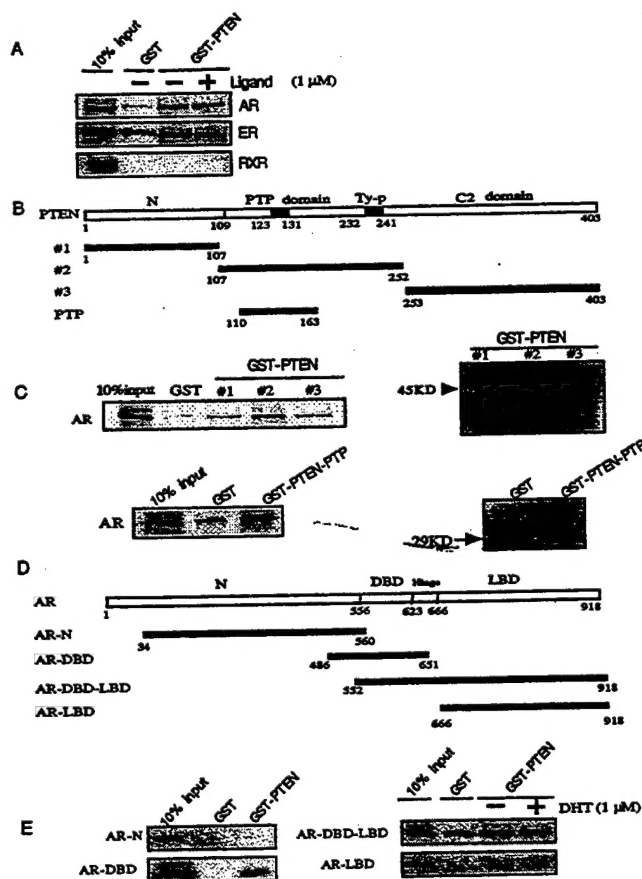 A
10% input
GST
GST-PTEN
− − + Ligand (1 µM)
AR
ER
RXR
B
N PTP domain Ty-p C2 domain
PTEN
1 109 123 131 232 241 403
#1
1 107
#2
107 252
#3
253 403
PTP
110 163
C
GST-PTEN
10%input GST #1 #2 #3
AR
GST-PTEN
#1 #2 #3
45KD
10% input
GST
GST-PTEN-PTP
AR
GST
GST-PTEN-PTP
29KD
D
N DBD Hinge LBD
AR
1 556 623 666 918
AR-N
34 560
AR-DBD
486 651
AR-DBD-LBD
552 918
AR-LBD
666 918
E
10% input
GST
GST-PTEN
AR-N
AR-DBD
10% input
GST
GST-PTEN
− + DHT (1 µM)
AR-DBD-LBD
AR-LBD